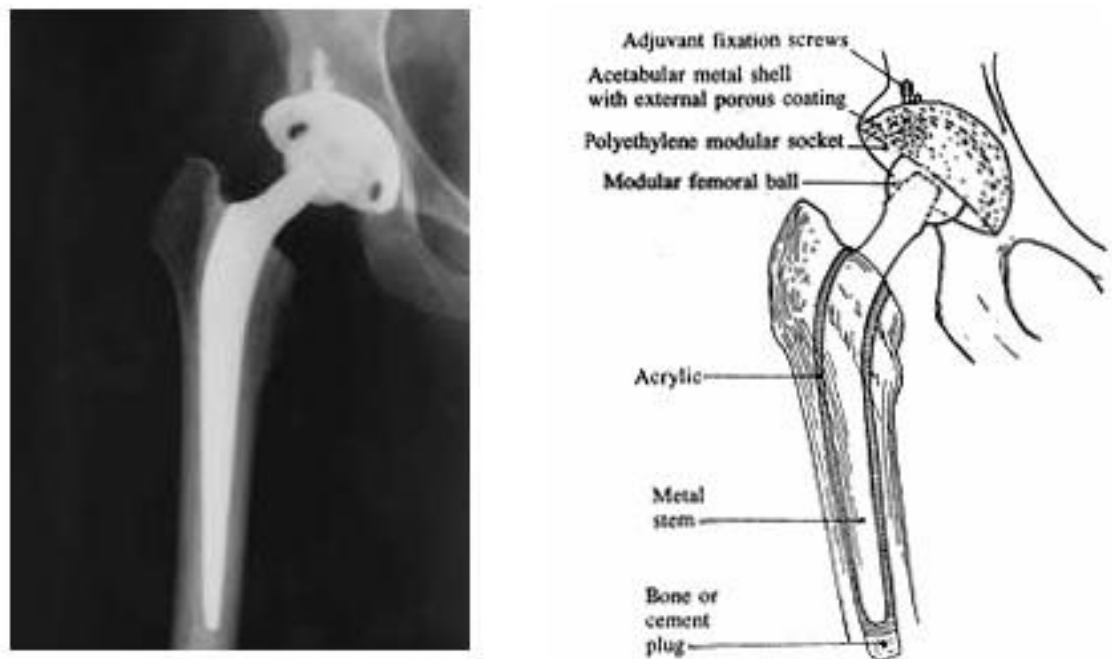 Adjuvant fixation screws
Acetabular metal shell
with external porous coating
Polyethylene modular socket
Modular femoral ball
Acrylic
Metal
stem
Bone or
cement
plug